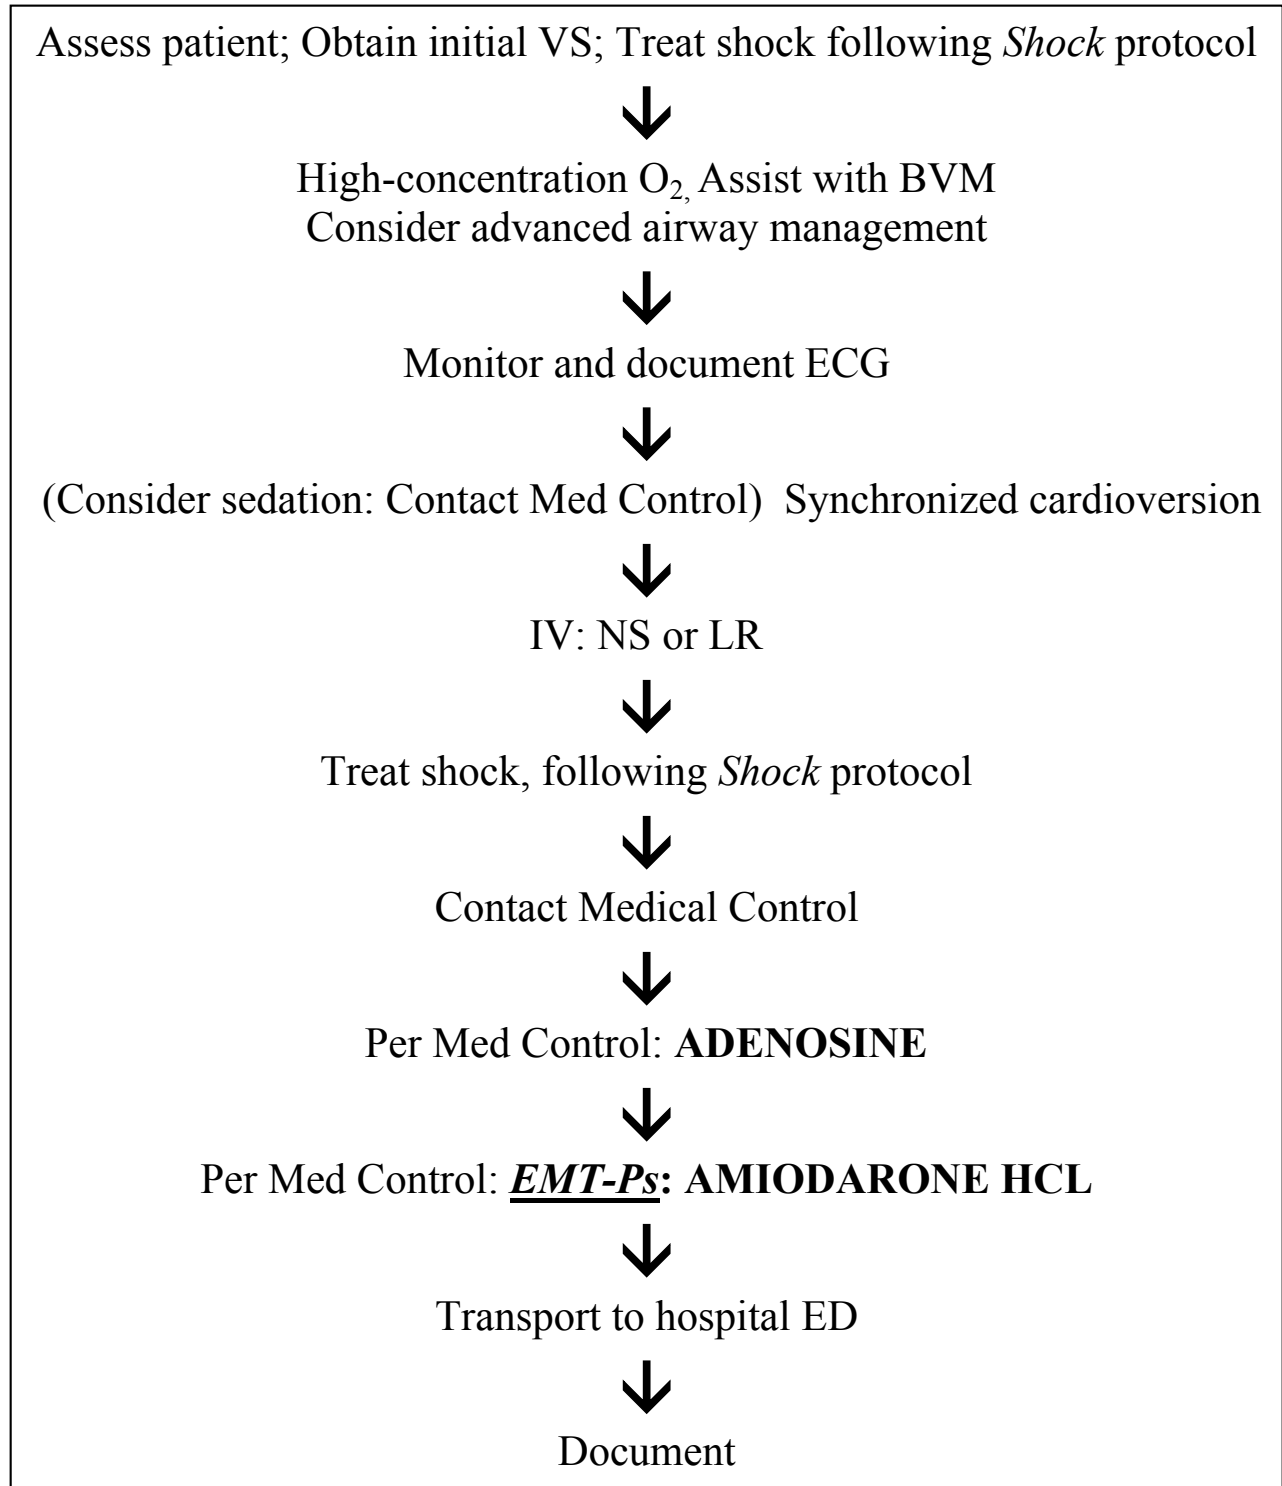 Assess patient; Obtain initial VS; Treat shock following Shock protocol
High-concentration O₂, Assist with BVM
Consider advanced airway management
Monitor and document ECG
(Consider sedation: Contact Med Control)  Synchronized cardioversion
IV: NS or LR
Treat shock, following Shock protocol
Contact Medical Control
Per Med Control: ADENOSINE
Per Med Control: EMT-Ps: AMIODARONE HCL
Transport to hospital ED
Document